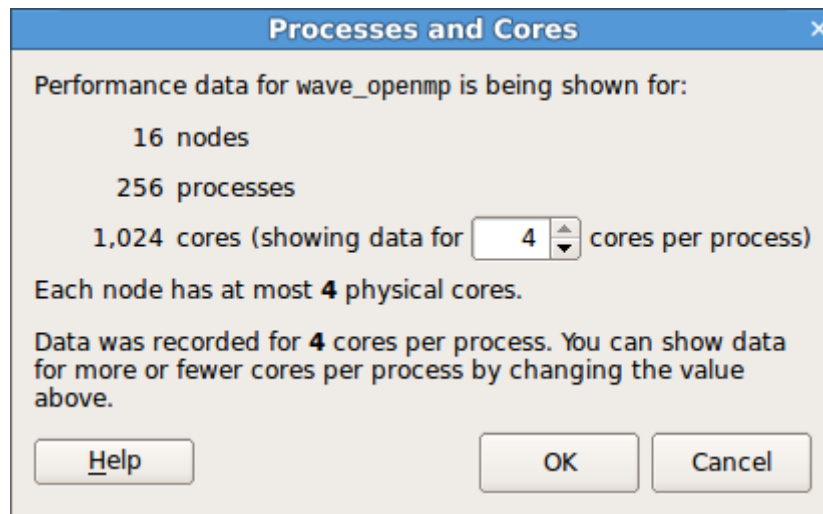 Processes and Cores
Performance data for wave_openmp is being shown for:
16 nodes
256 processes
1,024 cores (showing data for 4 cores per process)
Each node has at most 4 physical cores.
Data was recorded for 4 cores per process. You can show data
for more or fewer cores per process by changing the value
above.
Help OK Cancel